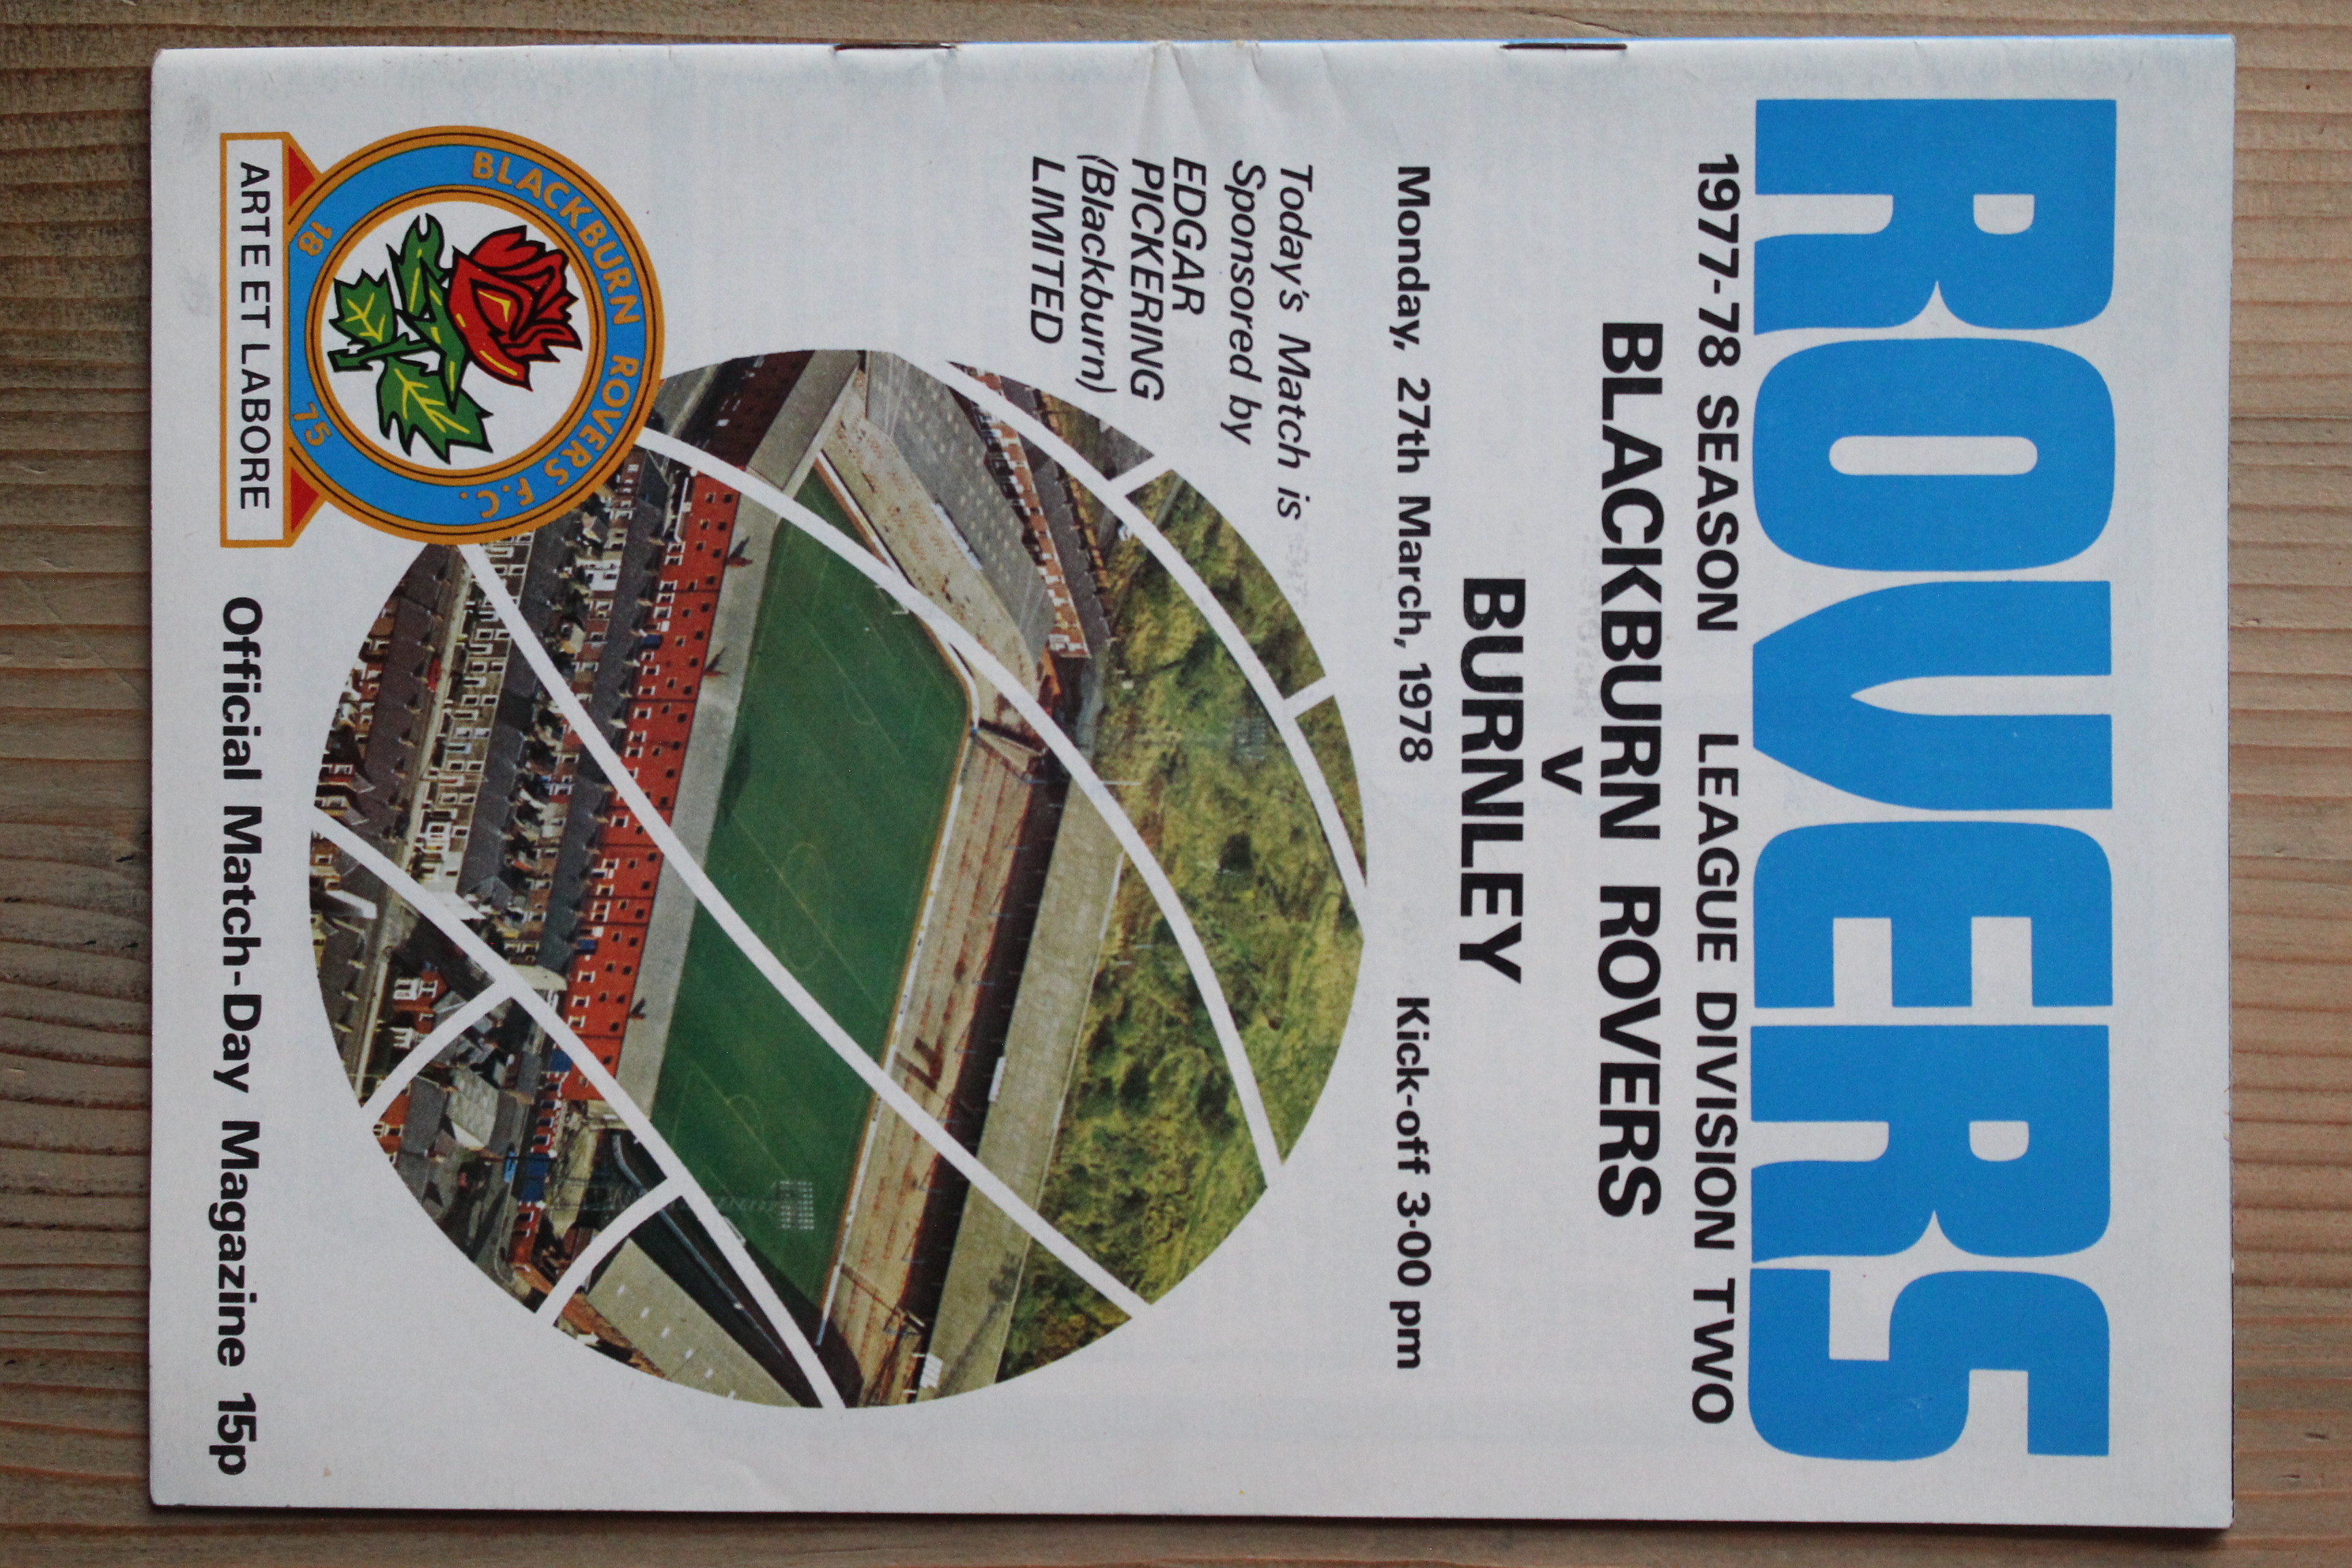 ROVERS
1977-78 SEASON LEAGUE DIVISION TWO
BLACKBURN ROVERS
v
BURNLEY
Monday, 27th March, 1978 Kick-off 3·00 pm
Today's Match is
Sponsored by
EDGAR
PICKERING
(Blackburn)
LIMITED
BLACKBURN ROVERS F.C.
18 75
ARTE ET LABORE
Official Match-Day Magazine 15p